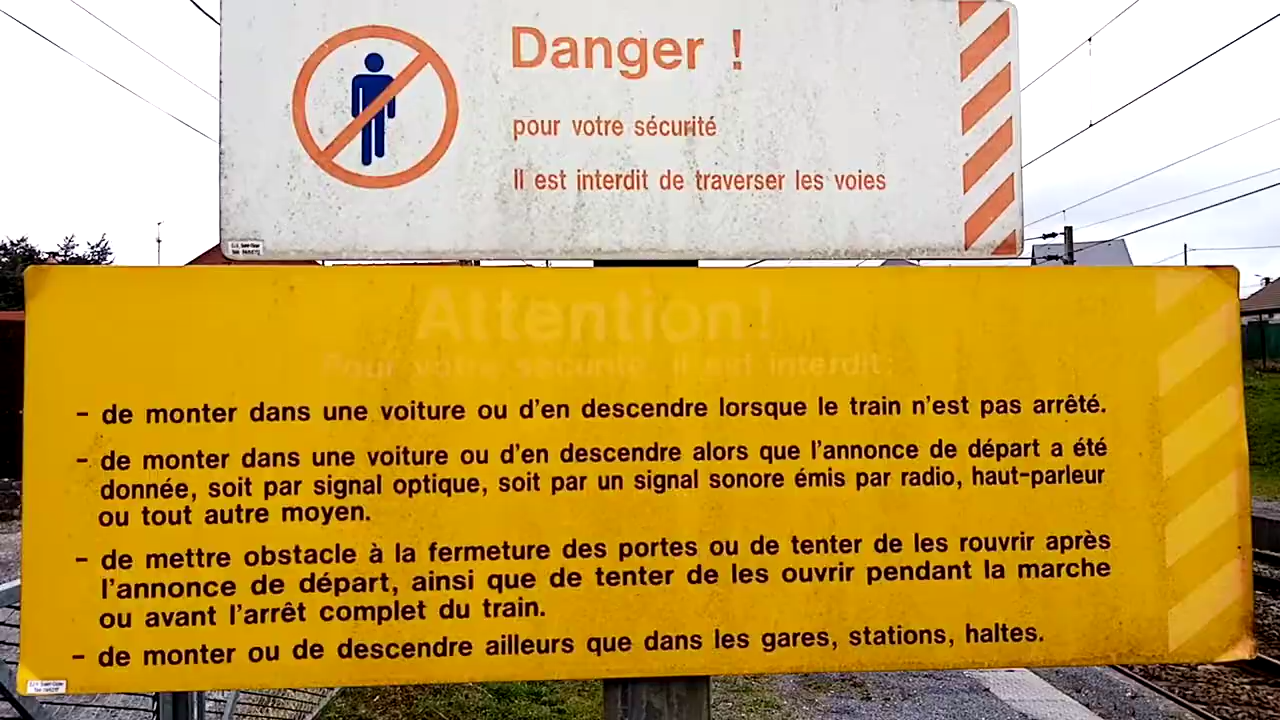 Danger !
pour votre sécurité
Il est interdit de traverser les voies
Attention!
Pour votre sécurité, il est interdit:
- de monter dans une voiture ou d'en descendre lorsque le train n'est pas arrêté.
- de monter dans une voiture ou d'en descendre alors que l'annonce de départ a été
donnée, soit par signal optique, soit par un signal sonore émis par radio, haut-parleur
ou tout autre moyen.
- de mettre obstacle à la fermeture des portes ou de tenter de les rouvrir après
l'annonce de départ, ainsi que de tenter de les ouvrir pendant la marche
ou avant l'arrêt complet du train.
- de monter ou de descendre ailleurs que dans les gares, stations, haltes.